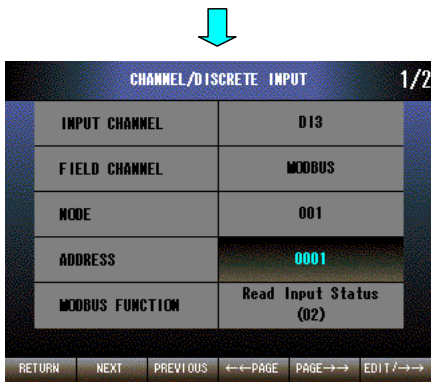 CHANNEL/DISCRETE INPUT 1/2
INPUT CHANNEL DI3
FIELD CHANNEL MODBUS
NODE 001
ADDRESS 0001
MODBUS FUNCTION Read Input Status
(02)
RETURN NEXT PREVIOUS ←←PAGE PAGE→→ EDIT/→→